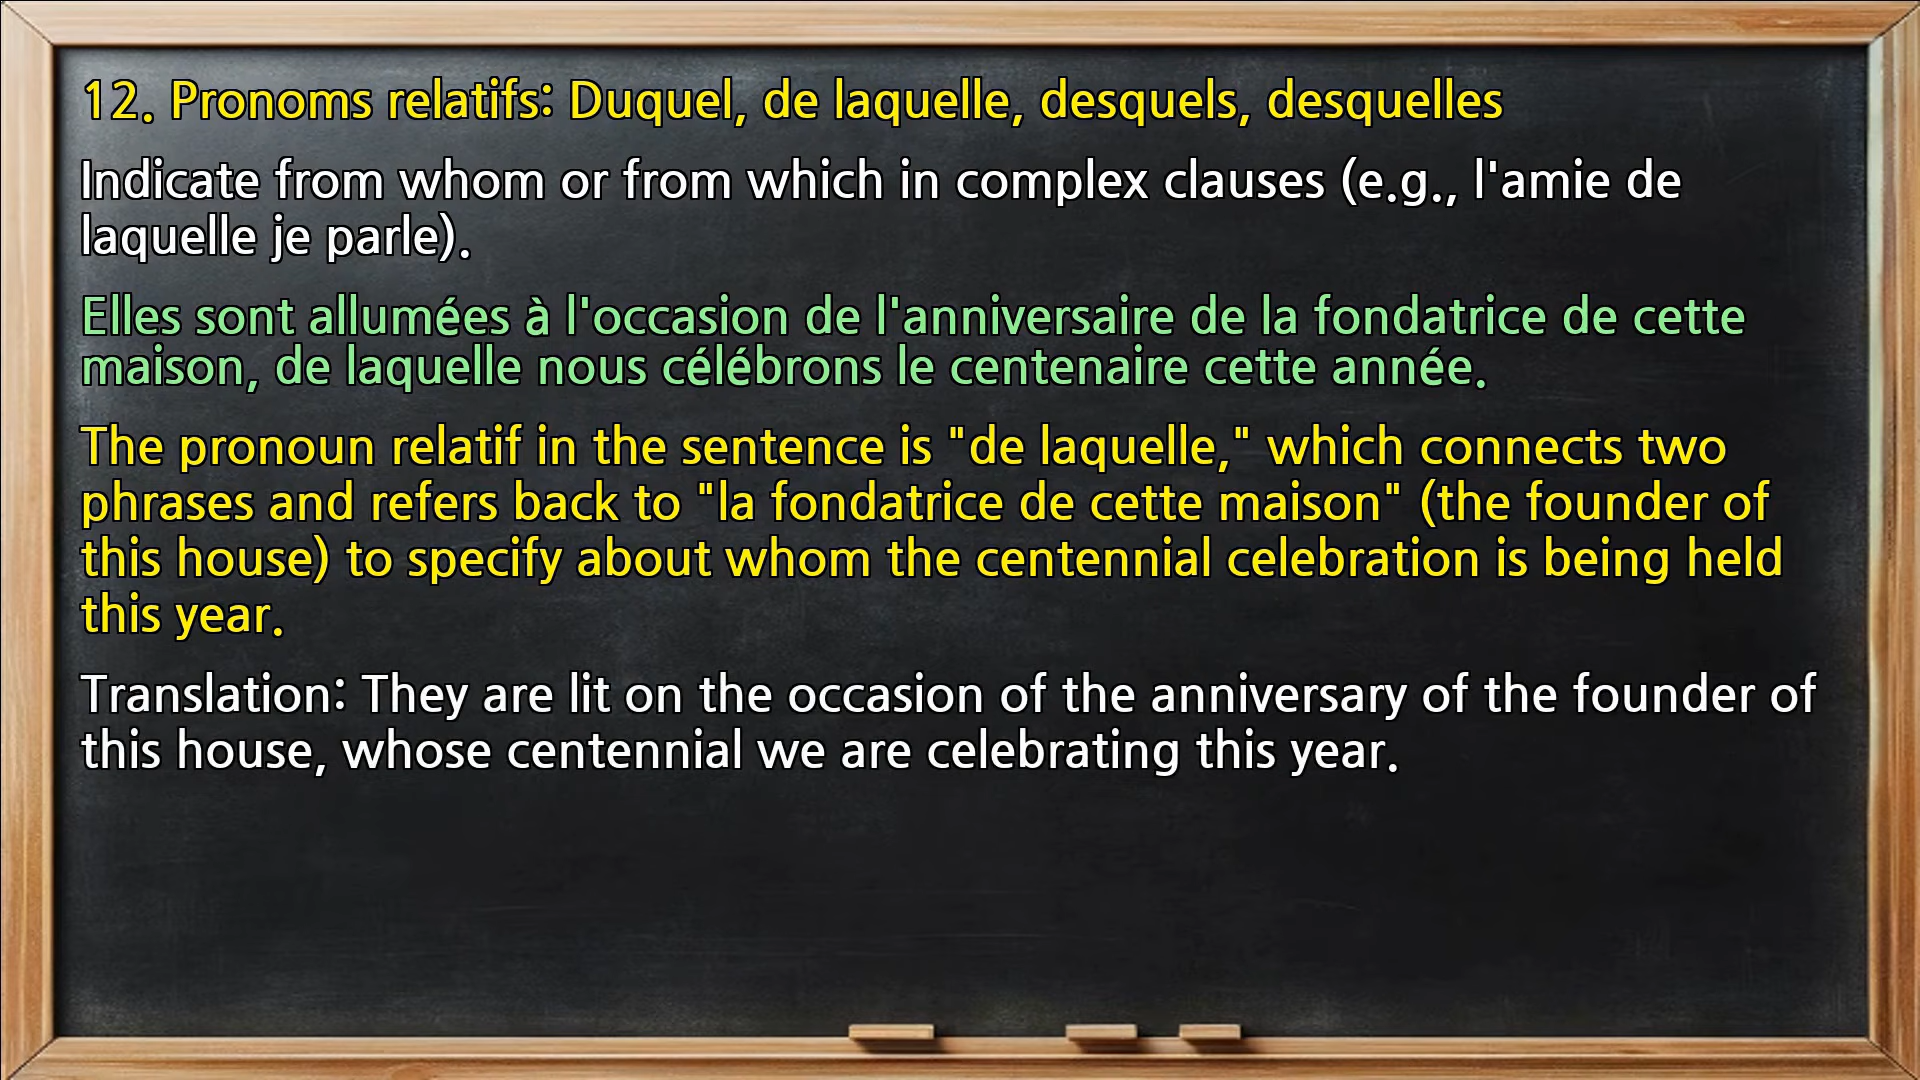 12. Pronoms relatifs: Duquel, de laquelle, desquels, desquelles
Indicate from whom or from which in complex clauses (e.g., l'amie de
laquelle je parle).
Elles sont allumées à l'occasion de l'anniversaire de la fondatrice de cette
maison, de laquelle nous célébrons le centenaire cette année.
The pronoun relatif in the sentence is "de laquelle," which connects two
phrases and refers back to "la fondatrice de cette maison" (the founder of
this house) to specify about whom the centennial celebration is being held
this year.
Translation: They are lit on the occasion of the anniversary of the founder of
this house, whose centennial we are celebrating this year.